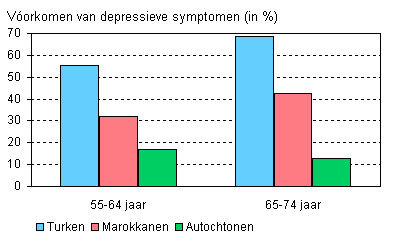 Vóorkomen van depressieve symptomen (in %)
70
60
50
40
30
20
10
0
55-64 jaar 65-74 jaar
Turken Marokkanen Autochtonen